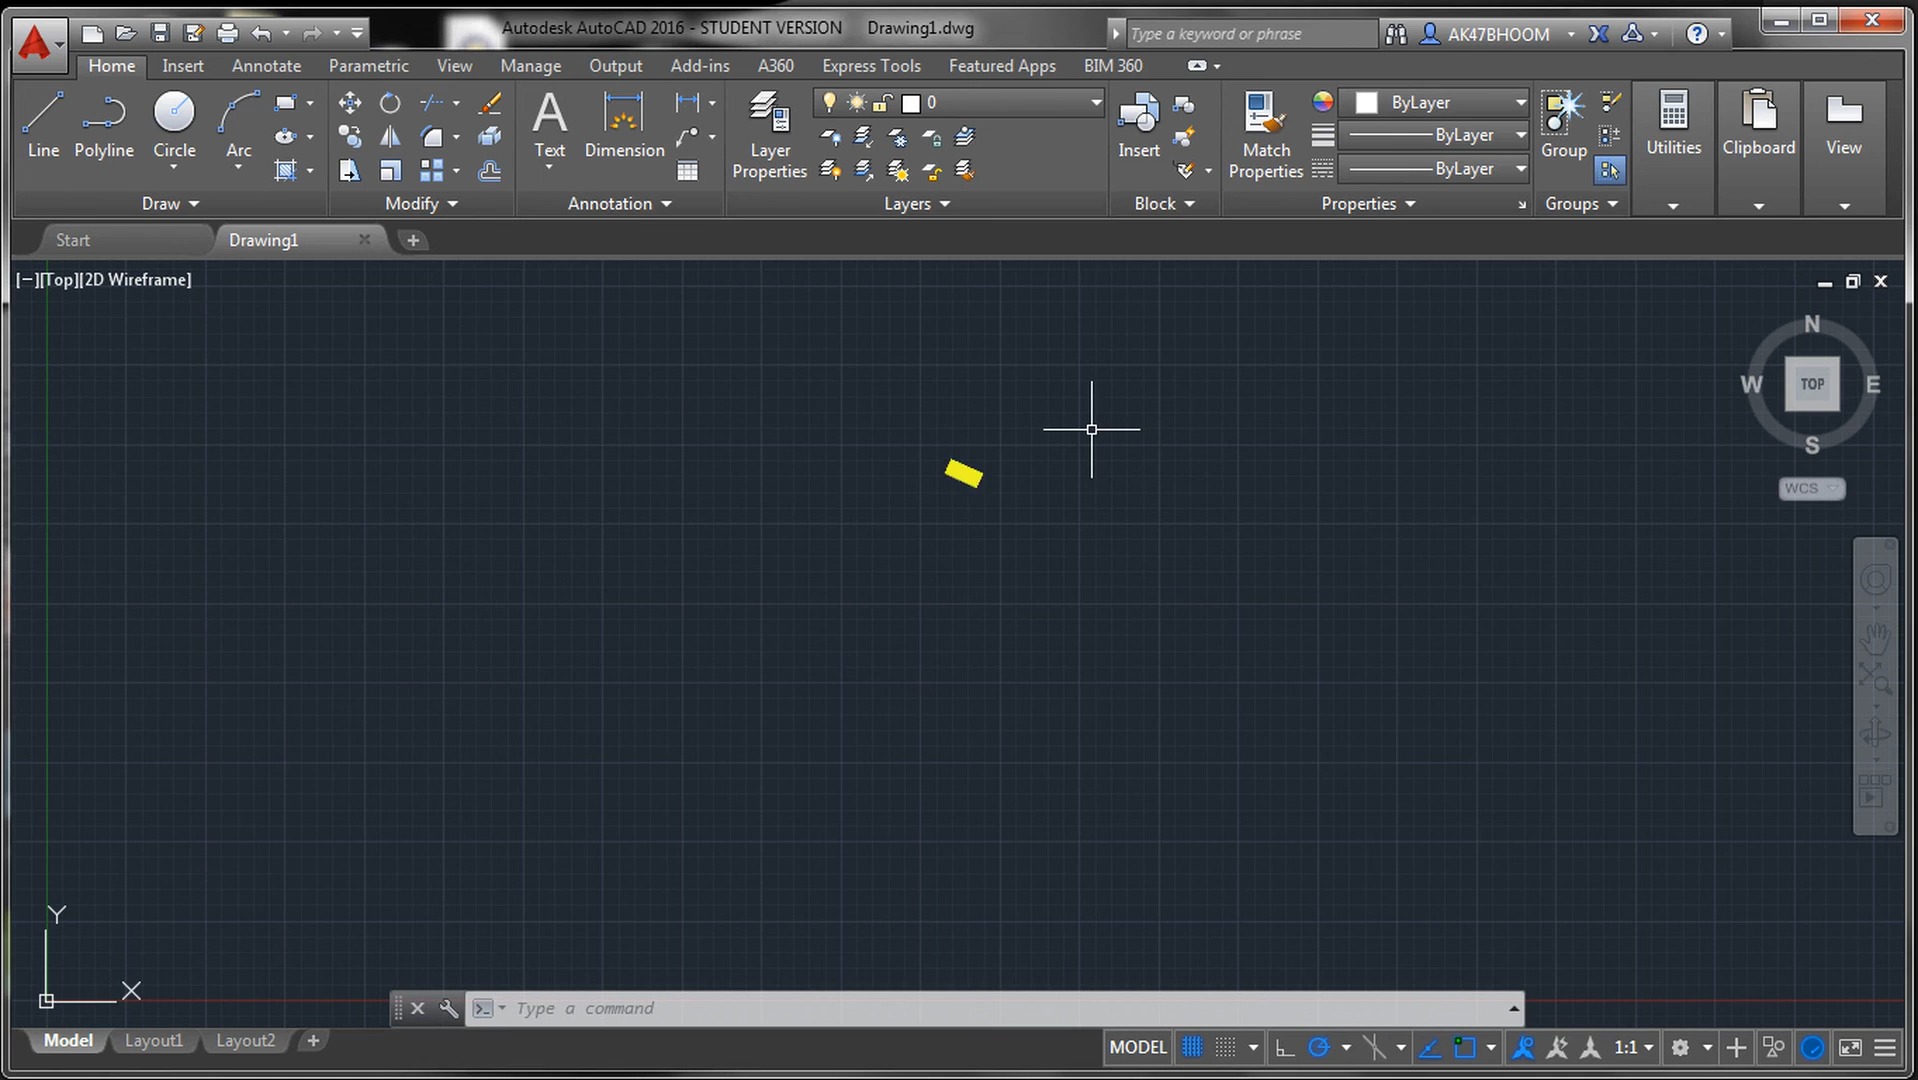 Autodesk AutoCAD 2016 - STUDENT VERSION Drawing1.dwg
Type a keyword or phrase
AK47BHOOM
Home Insert Annotate Parametric View Manage Output Add-ins A360 Express Tools Featured Apps BIM 360
0
ByLayer
ByLayer
ByLayer
Line Polyline Circle Arc
Text Dimension
Layer Properties
Insert
Match Properties
Group
Utilities
Clipboard
View
Draw Modify Annotation Layers Block Properties Groups
Start Drawing1
[−][Top][2D Wireframe]
N
W TOP E
S
WCS
Y
X
Type a command
Model Layout1 Layout2
MODEL 1:1